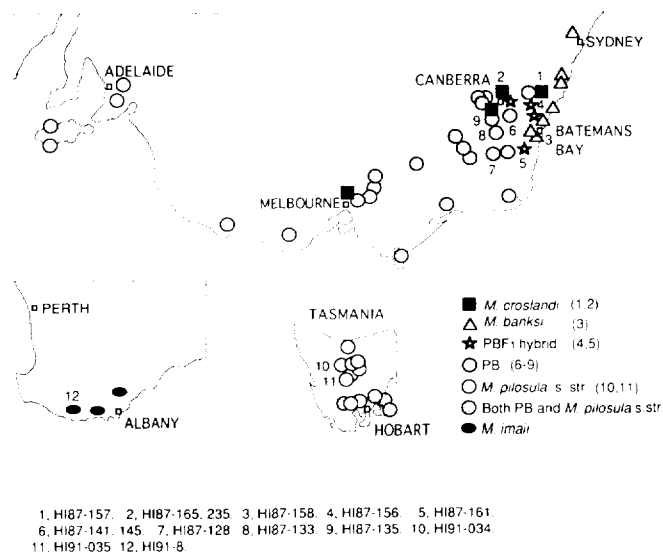 SYDNEY
ADELAIDE
CANBERRA
2
1
4
9
6
8
3
BATEMANS
BAY
7
5
MELBOURNE
PERTH
TASMANIA
12
ALBANY
10
11
HOBART
M. croslandi (1,2)
M. banksi (3)
PBF1 hybrid (4,5)
PB (6-9)
M. pilosula s. str (10,11)
Both PB and M. pilosula s.str
M. imaii
1, HI87-157. 2, HI87-165, 235. 3, HI87-158. 4, HI87-156. 5, HI87-161.
6, HI87-141, 145. 7, HI87-128 8, HI87-133. 9, HI87-135. 10, HI91-034.
11, HI91-035 12, HI91-8.